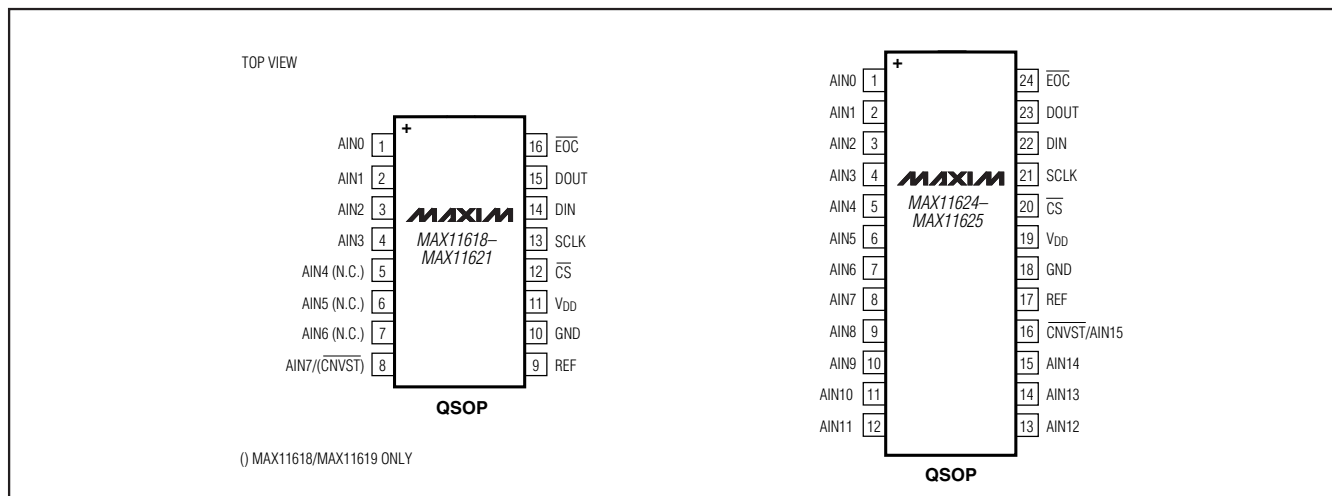 TOP VIEW
+
AIN0 1 16 EOC
AIN1 2 15 DOUT
AIN2 3 14 DIN
AIN3 4 13 SCLK
AIN4 (N.C.) 5 12 CS
AIN5 (N.C.) 6 11 VDD
AIN6 (N.C.) 7 10 GND
AIN7/(CNVST) 8 9 REF
MAXIM
MAX11618–
MAX11621
QSOP
() MAX11618/MAX11619 ONLY
+
AIN0 1 24 EOC
AIN1 2 23 DOUT
AIN2 3 22 DIN
AIN3 4 21 SCLK
AIN4 5 20 CS
AIN5 6 19 VDD
AIN6 7 18 GND
AIN7 8 17 REF
AIN8 9 16 CNVST/AIN15
AIN9 10 15 AIN14
AIN10 11 14 AIN13
AIN11 12 13 AIN12
MAXIM
MAX11624–
MAX11625
QSOP